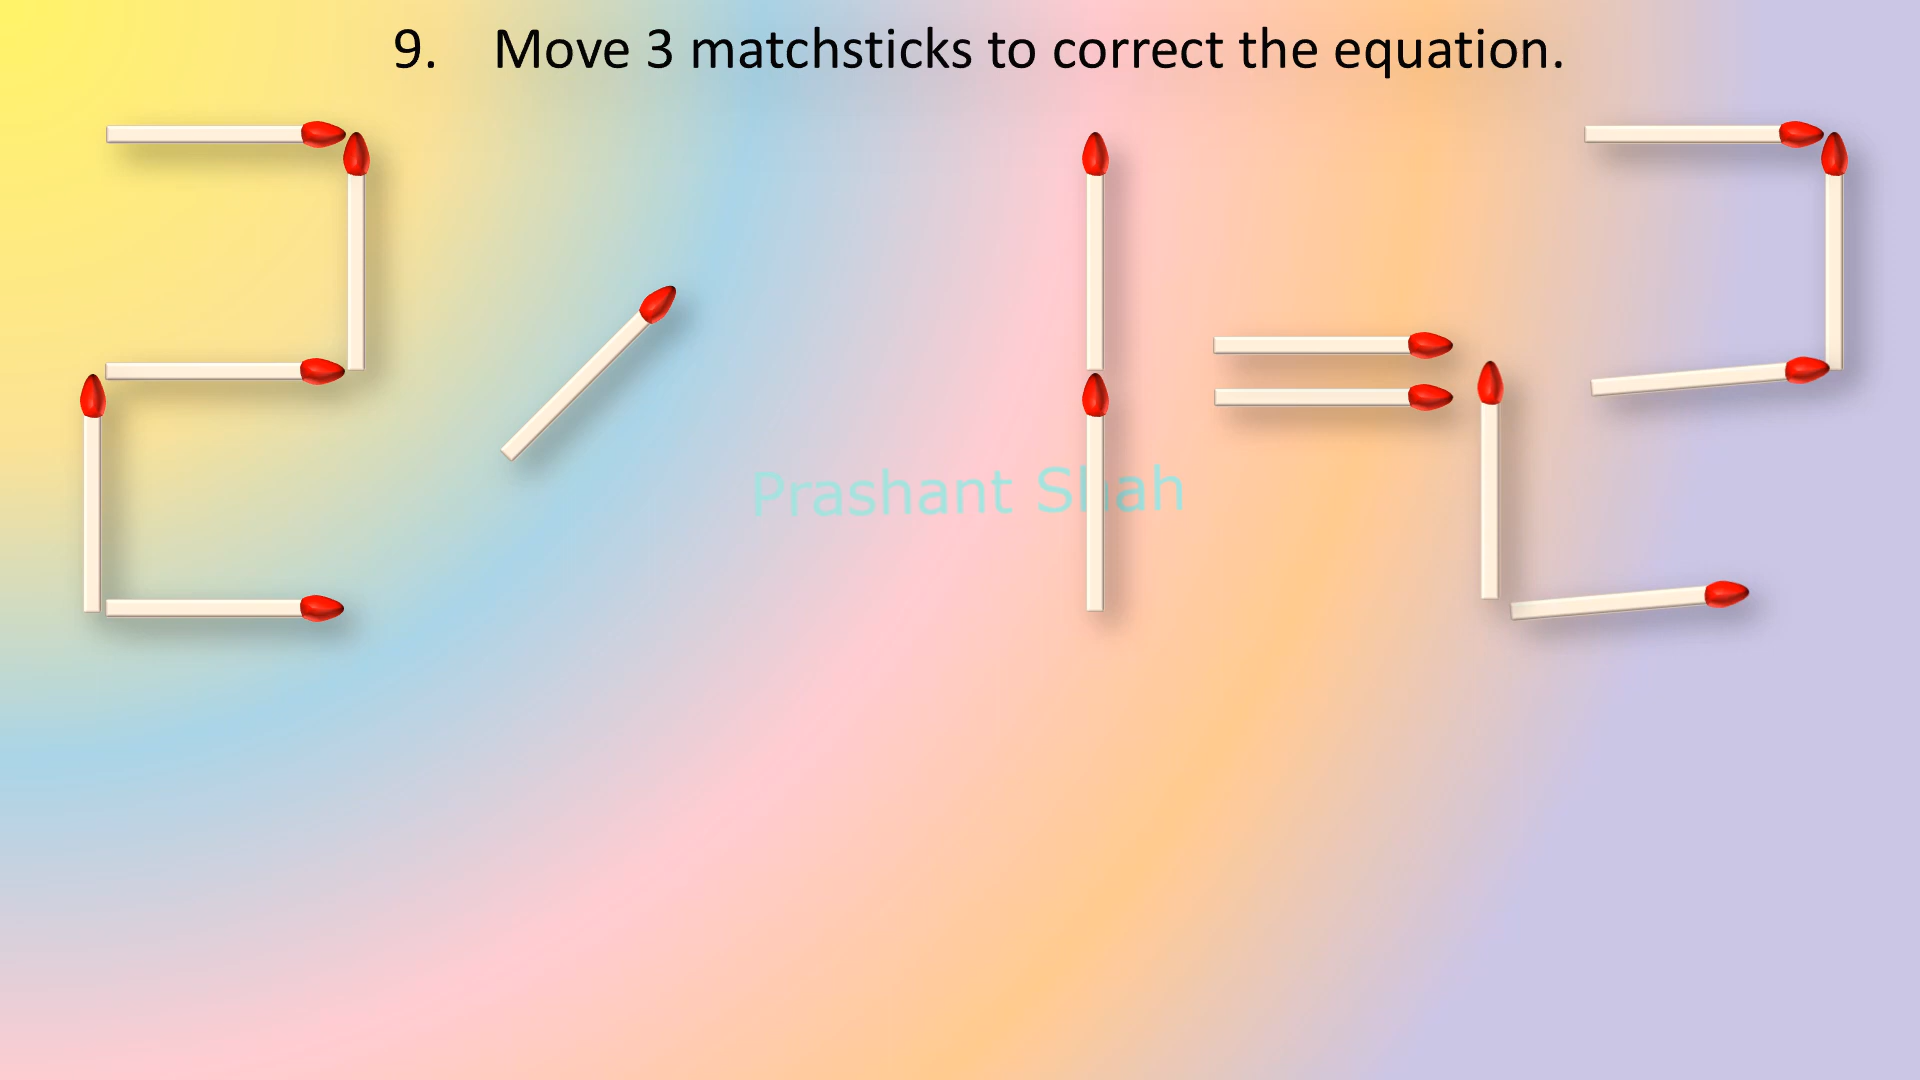 9. Move 3 matchsticks to correct the equation.
Prashant Shah